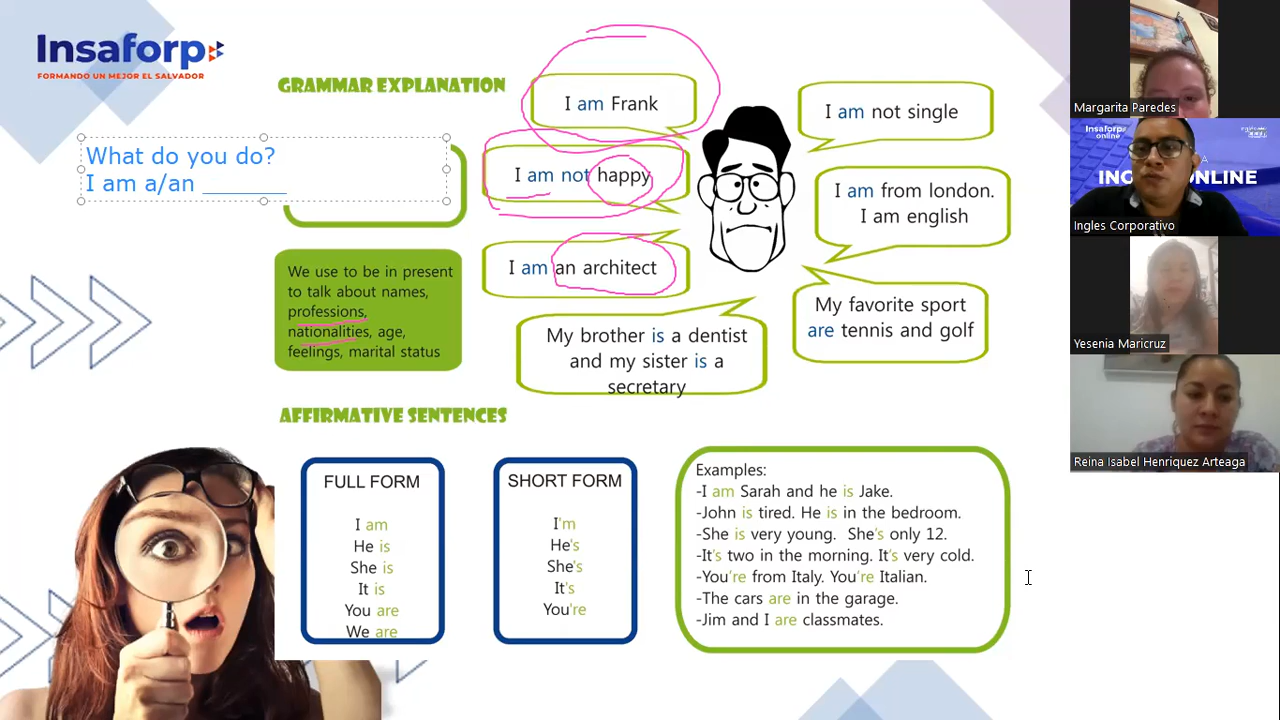 Insaforp
FORMANDO UN MEJOR EL SALVADOR
GRAMMAR EXPLANATION
What do you do?
I am a/an _______
We use to be in present
to talk about names,
professions,
nationalities, age,
feelings, marital status
I am Frank
I am not happy
I am an architect
My brother is a dentist
and my sister is a
secretary
I am not single
I am from london.
I am english
My favorite sport
are tennis and golf
AFFIRMATIVE SENTENCES
FULL FORM
I am
He is
She is
It is
You are
We are
SHORT FORM
I'm
He's
She's
It's
You're
Examples:
-I am Sarah and he is Jake.
-John is tired. He is in the bedroom.
-She is very young. She's only 12.
-It's two in the morning. It's very cold.
-You're from Italy. You're Italian.
-The cars are in the garage.
-Jim and I are classmates.
Margarita Paredes
Insaforp
online
ONLINE
Ingles Corporativo
Yesenia Maricruz
Reina Isabel Henriquez Arteaga